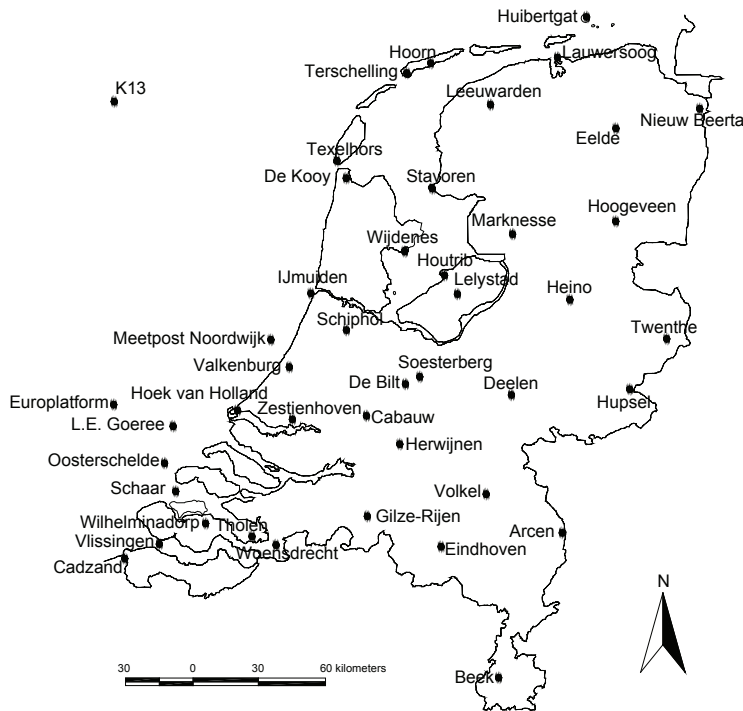 Huibertgat
Hoorn
Lauwersoog
Terschelling
K13
Leeuwarden
Nieuw Beerta
Eelde
Texelhors
De Kooy
Stavoren
Hoogeveen
Marknesse
Wijdenes
Houtrib
IJmuiden
Lelystad
Heino
Schiphol
Meetpost Noordwijk
Twenthe
Valkenburg
Soesterberg
De Bilt
Deelen
Hupsel
Europlatform
Hoek van Holland
Zestienhoven
Cabauw
L.E. Goeree
Herwijnen
Oosterschelde
Schaar
Volkel
Wilhelminadorp
Tholen
Gilze-Rijen
Arcen
Vlissingen
Woensdrecht
Eindhoven
Cadzand
N
30 0 30 60 kilometers
Beek